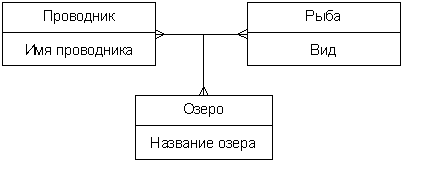 Проводник
Имя проводника
Рыба
Вид
Озеро
Название озера